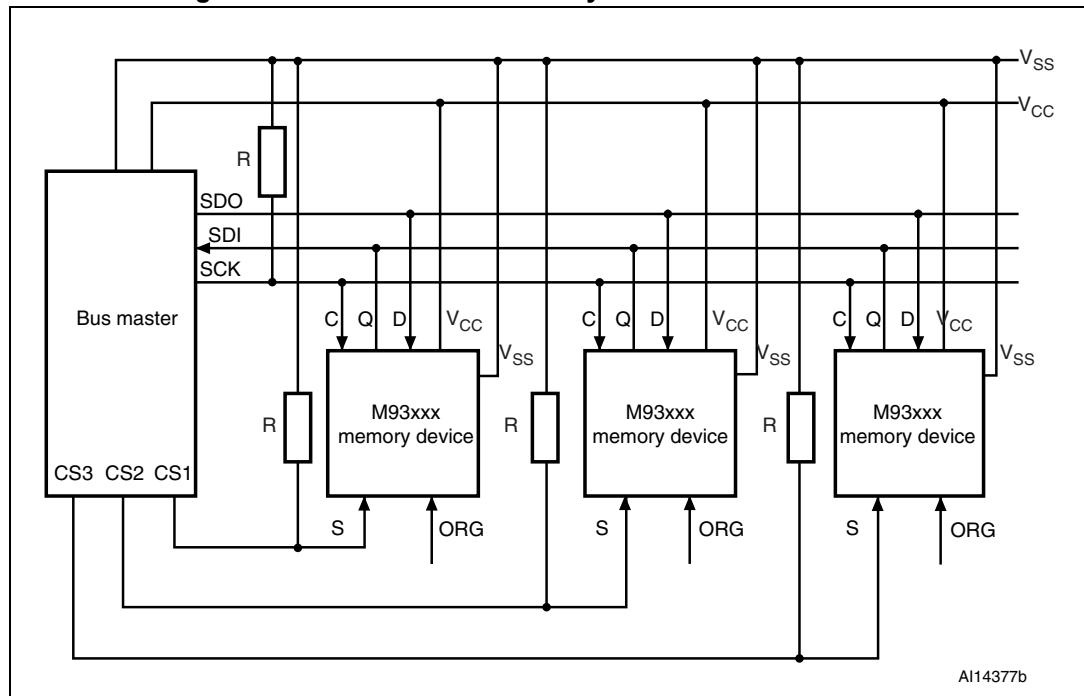 VSS
VCC
R
SDO
SDI
SCK
Bus master
C Q D VCC VSS
C Q D VCC VSS
C Q D VCC VSS
R
M93xxx
memory device
R
M93xxx
memory device
R
M93xxx
memory device
CS3 CS2 CS1
S ORG
S ORG
S ORG
AI14377b